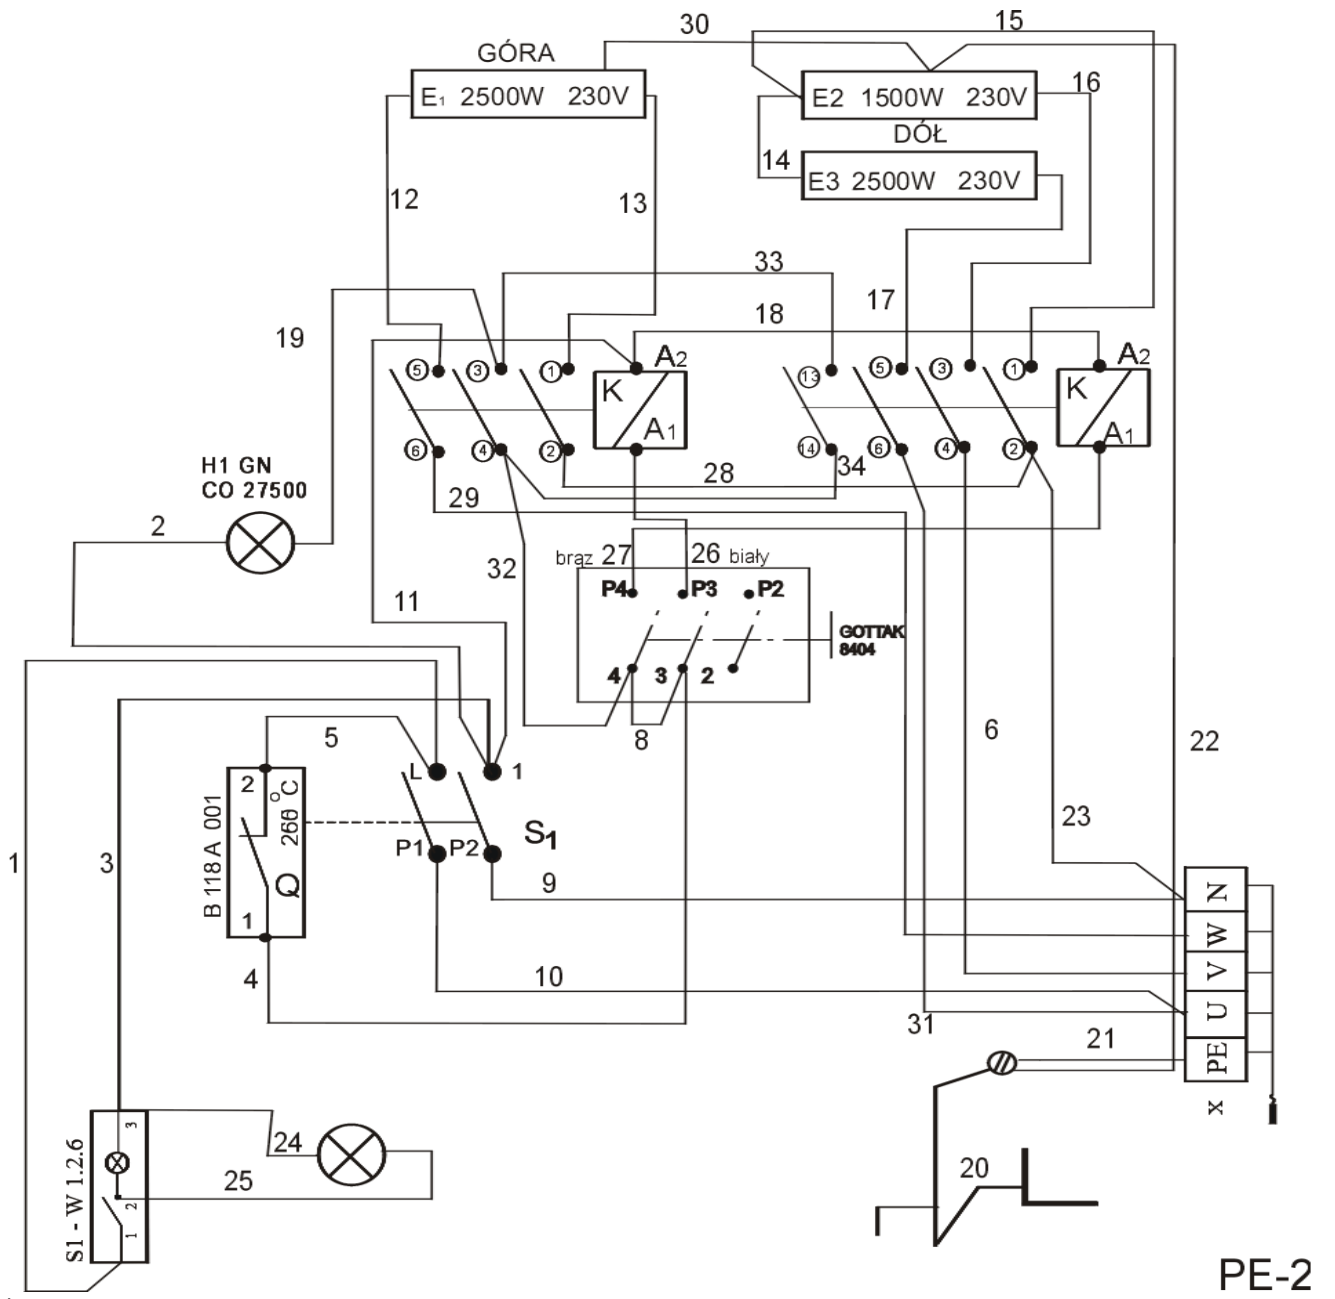 30
15
GÓRA
E1 2500W 230V
E2 1500W 230V
16
DÓŁ
14
E3 2500W 230V
12
13
33
17
18
19
5
3
1
K
A2
A1
6
4
2
13
5
3
1
K
A2
A1
14
6
4
2
34
28
29
H1 GN
CO 27500
2
32
brąz 27
26 biały
P4
P3
P2
GOTTAK
8404
4
3
2
8
11
6
22
5
L
1
2
B 118 A 001
260 °C
Q
1
P1
P2
S1
23
1
3
9
4
10
31
N
W
V
U
PE
x
21
S1 - W 1.2.6
3
2
1
24
25
20
PE-2